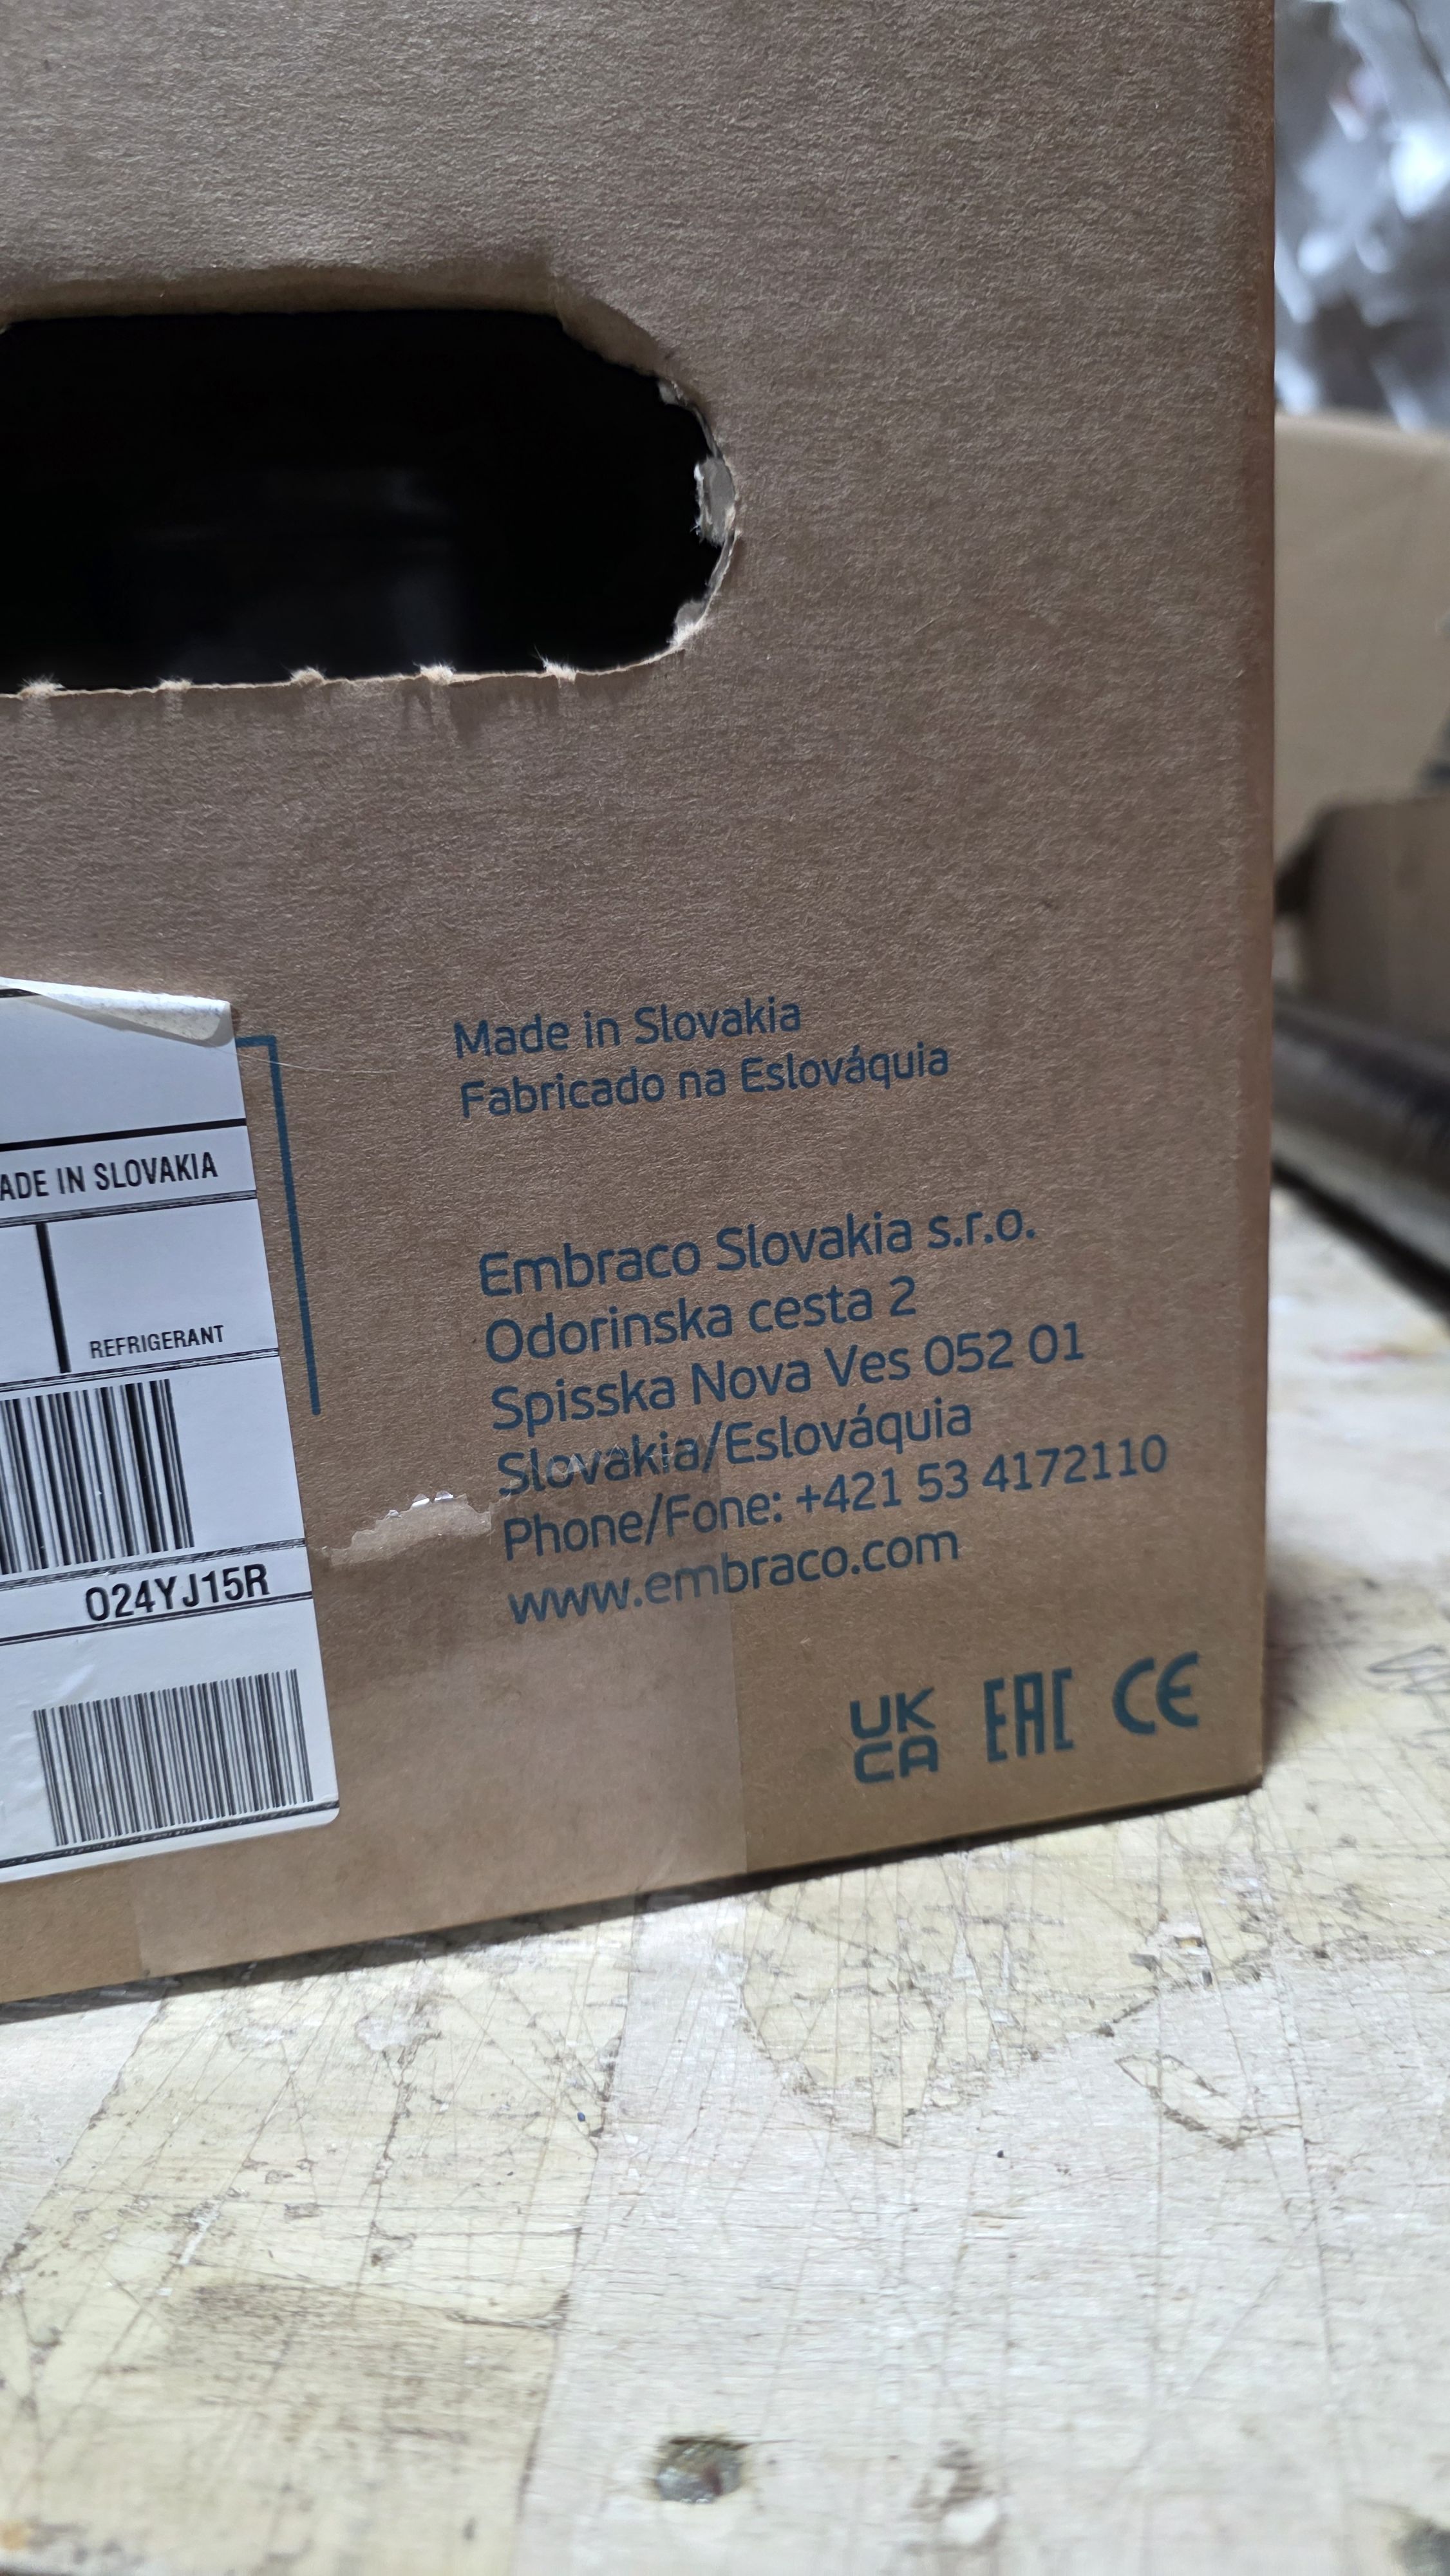 Made in Slovakia
Fabricado na Eslováquia
ADE IN SLOVAKIA
REFRIGERANT
024YJ15R
Embraco Slovakia s.r.o.
Odorinska cesta 2
Spisska Nova Ves 052 01
Slovakia/Eslováquia
Phone/Fone: +421 53 4172110
www.embraco.com
UK
CA
EAC
CE